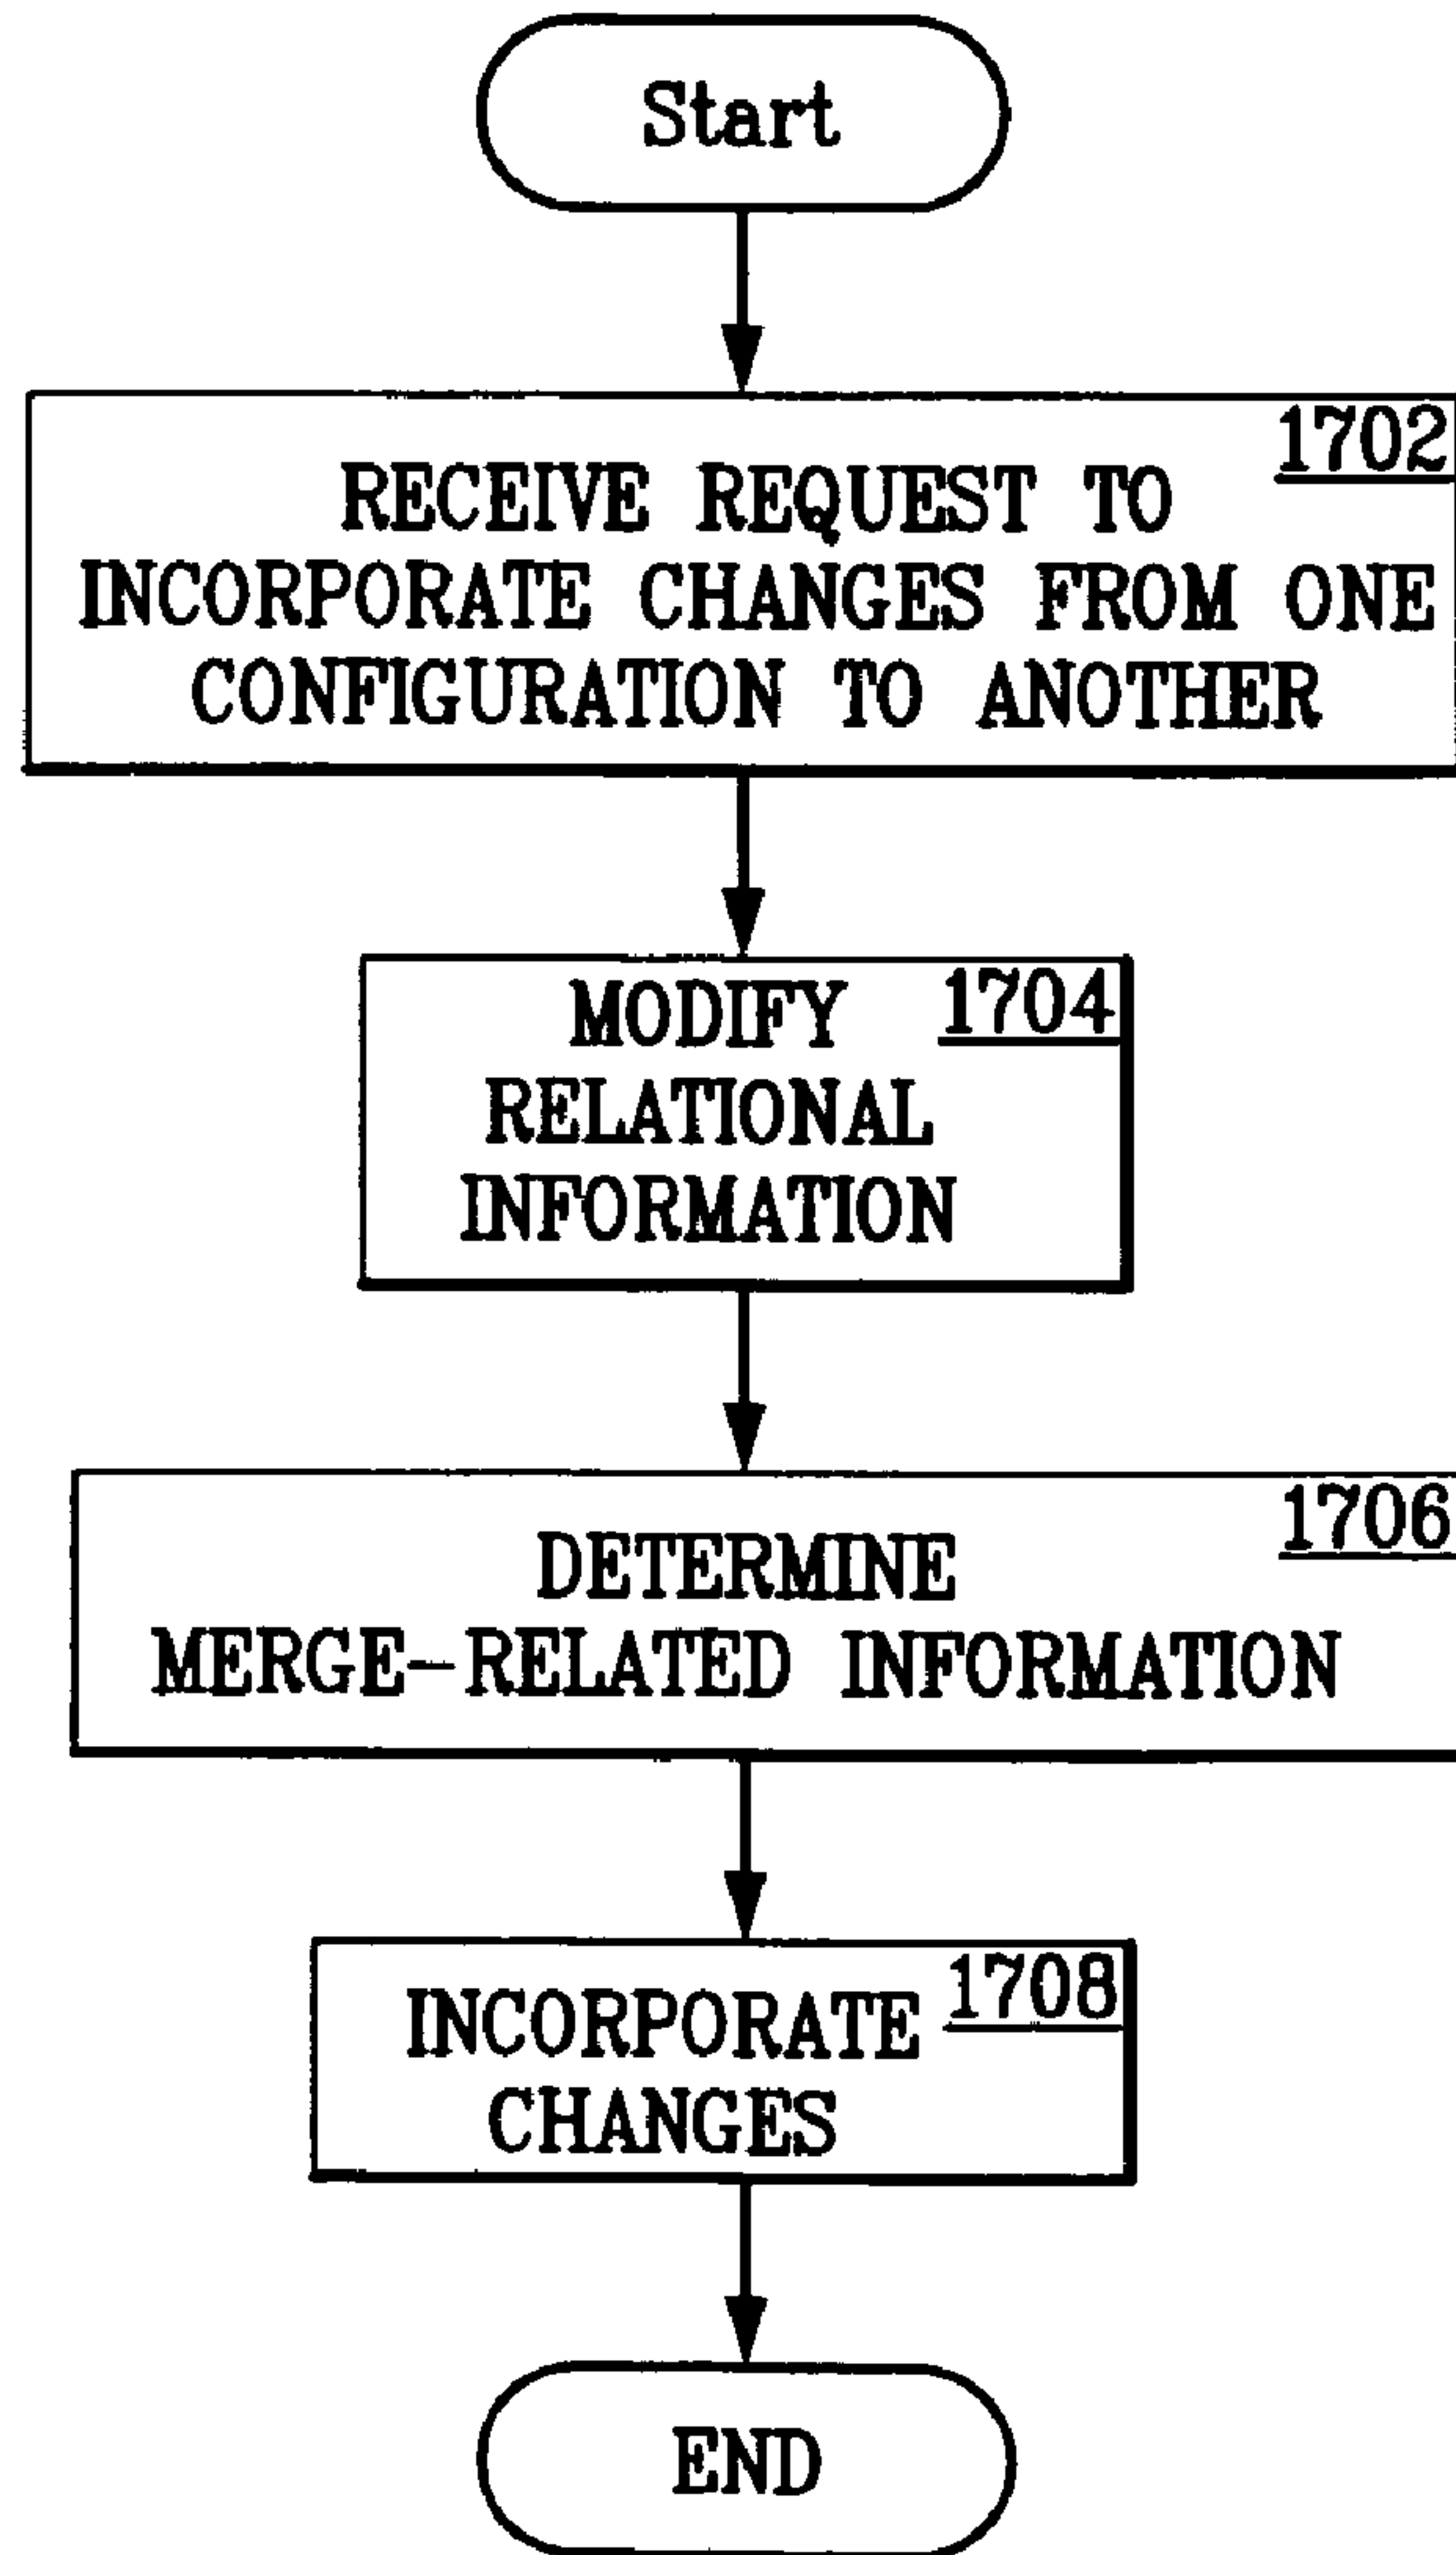 Start
1702
RECEIVE REQUEST TO
INCORPORATE CHANGES FROM ONE
CONFIGURATION TO ANOTHER
1704
MODIFY
RELATIONAL
INFORMATION
1706
DETERMINE
MERGE-RELATED INFORMATION
1708
INCORPORATE
CHANGES
END